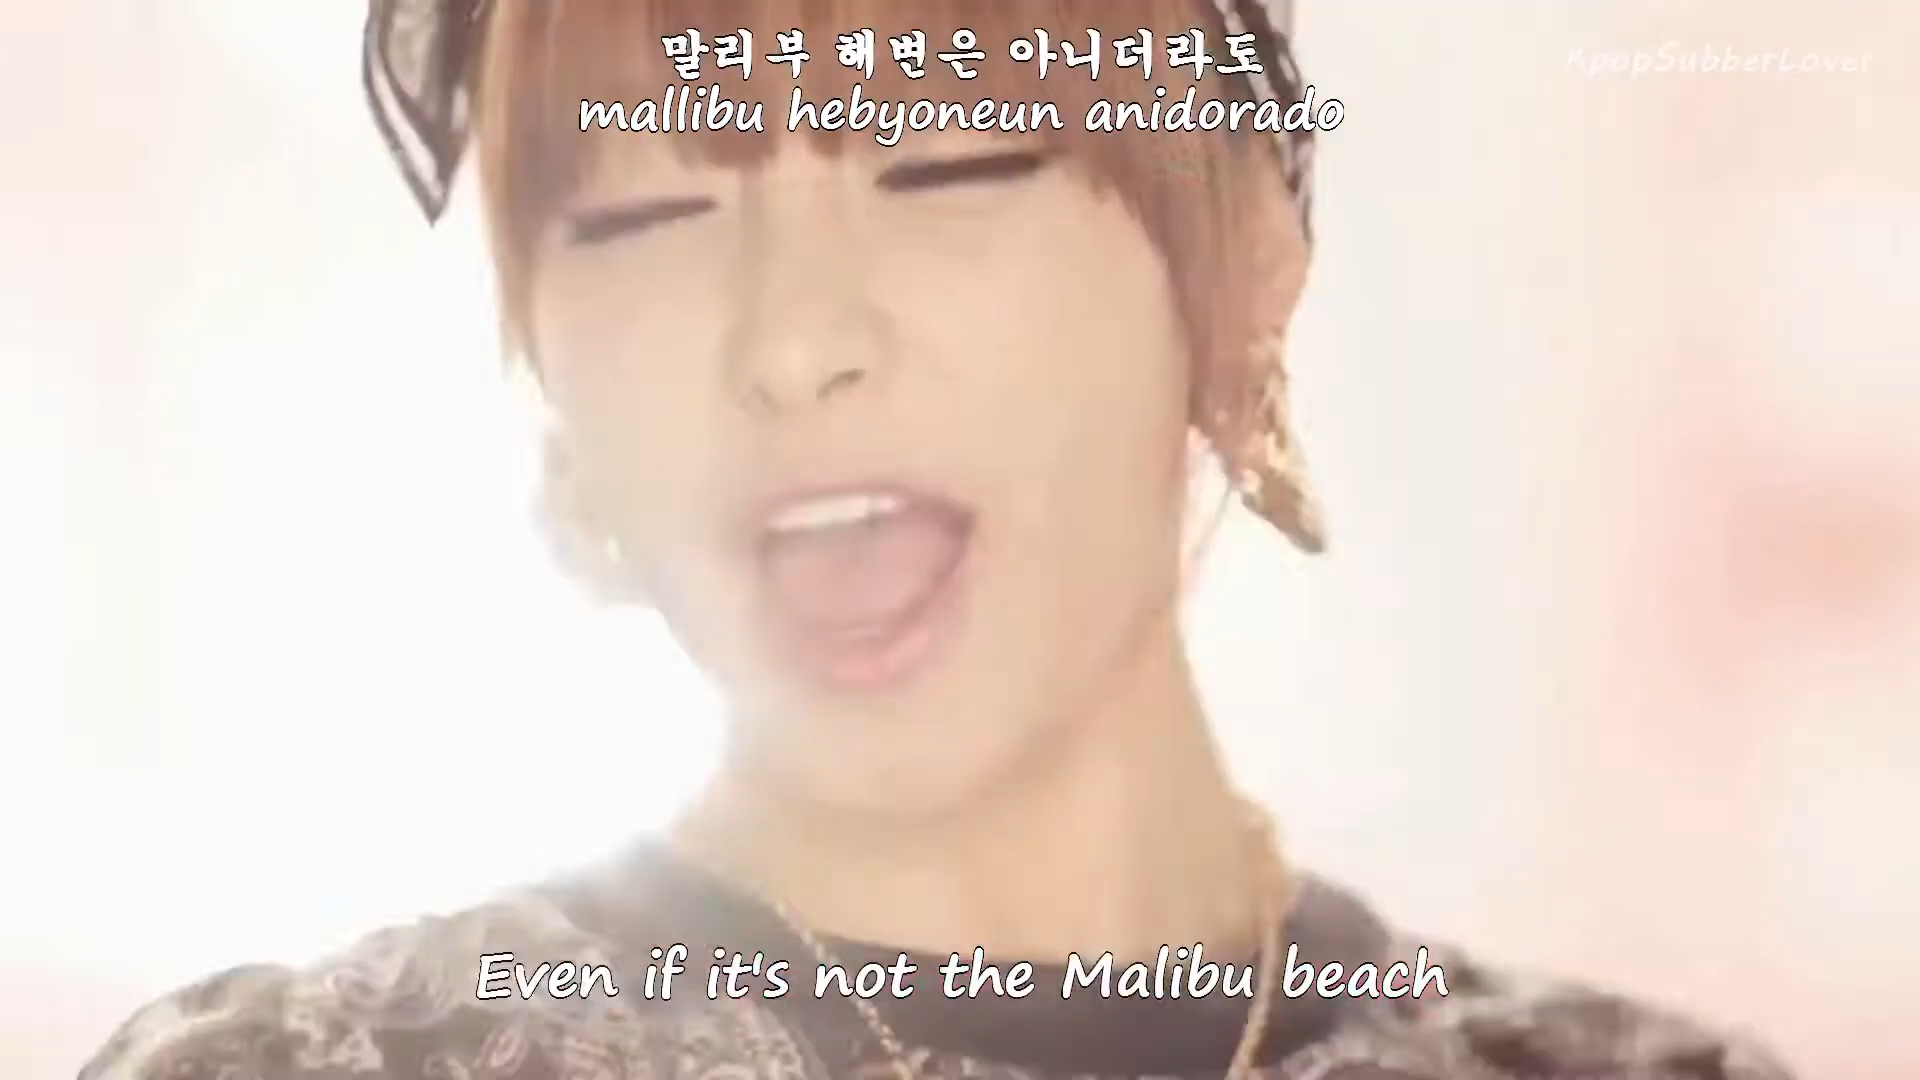 말리부 해변은 아니더라도
KpopSubberLover
mallibu hebyoneun anidorado
Even if it's not the Malibu beach